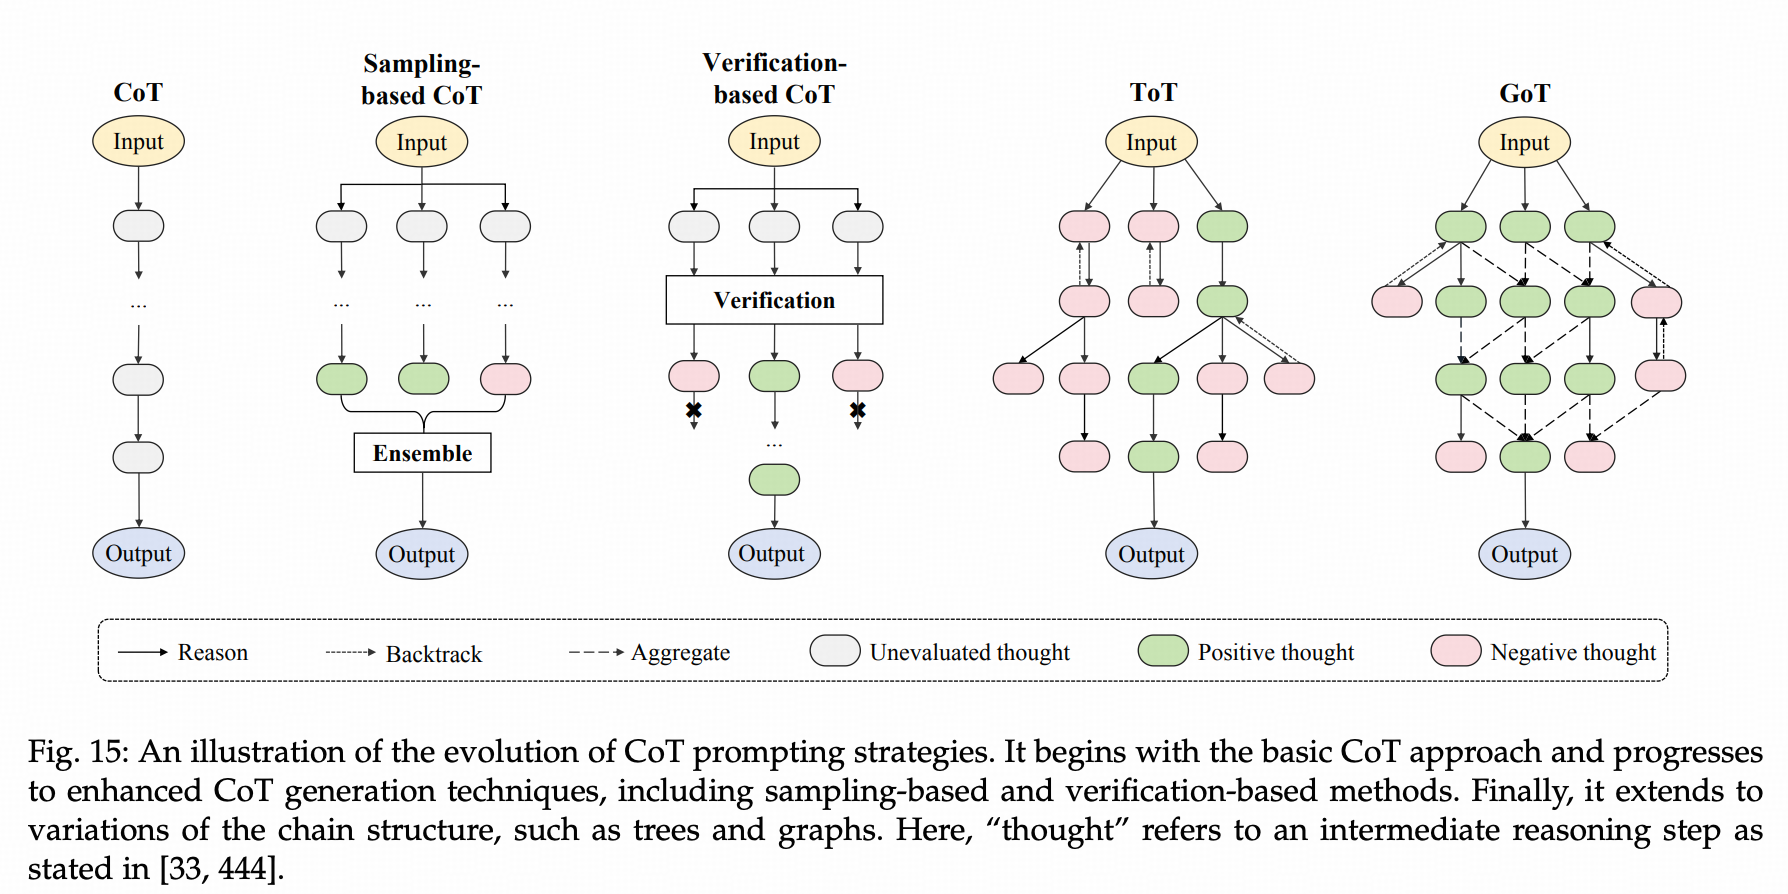 CoT
Sampling-
based CoT
Verification-
based CoT
ToT
GoT
Input
Input
Input
Input
Input
...
...
...
...
Verification
...
Ensemble
Output
Output
Output
Output
Output
Reason
Backtrack
Aggregate
Unevaluated thought
Positive thought
Negative thought
Fig. 15: An illustration of the evolution of CoT prompting strategies. It begins with the basic CoT approach and progresses
to enhanced CoT generation techniques, including sampling-based and verification-based methods. Finally, it extends to
variations of the chain structure, such as trees and graphs. Here, “thought” refers to an intermediate reasoning step as
stated in [33, 444].